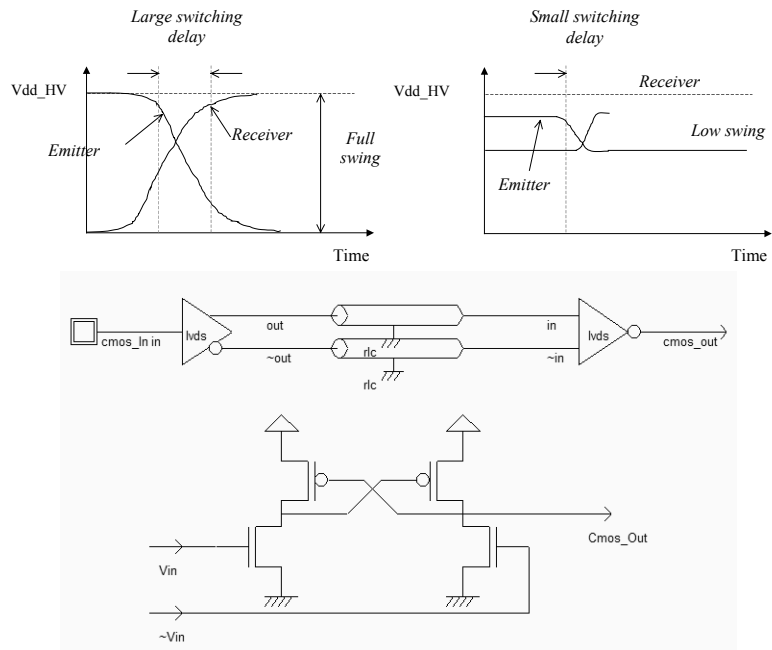 Large switching
delay
Vdd_HV
Emitter
Receiver
Full
swing
Time
Small switching
delay
Vdd_HV
Receiver
Low swing
Emitter
Time
cmos_In in
lvds
out
~out
rlc
rlc
in
~in
lvds
cmos_out
Vin
~Vin
Cmos_Out